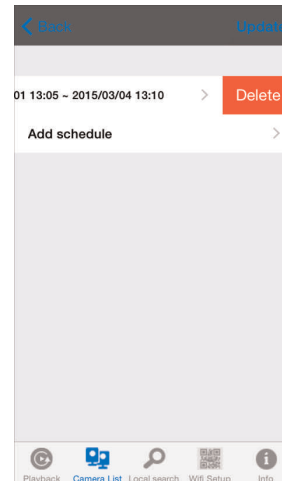 Back Update
01 13:05 ~ 2015/03/04 13:10 Delete
Add schedule
Playback Camera List Local search Wifi Setup Info